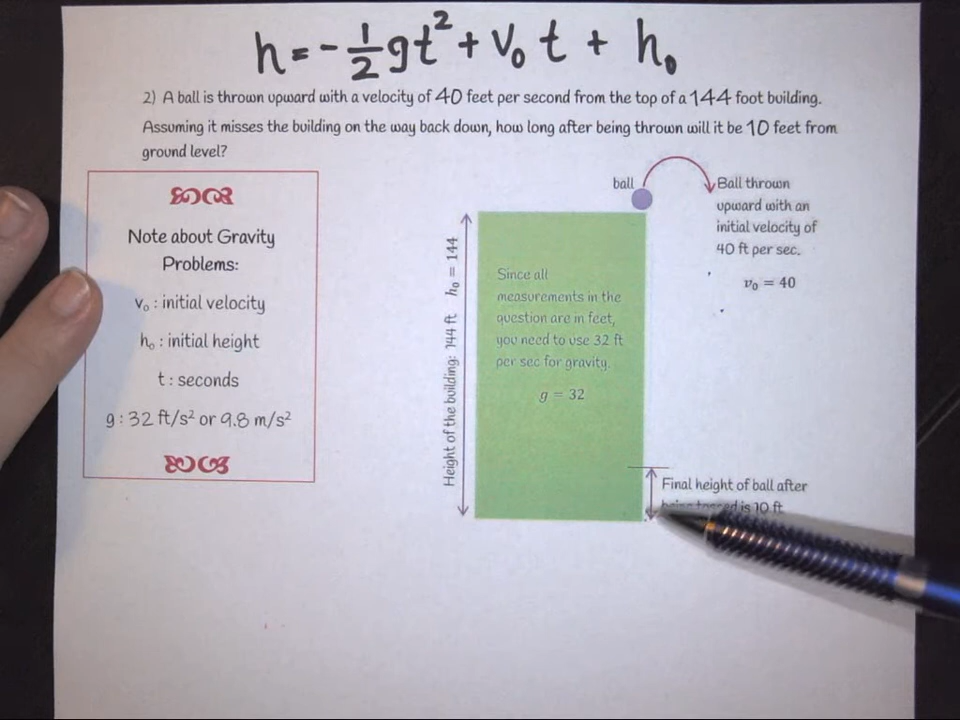 h = -1/2 gt² + v₀ t + h₀
2) A ball is thrown upward with a velocity of 40 feet per second from the top of a 144 foot building.
Assuming it misses the building on the way back down, how long after being thrown will it be 10 feet from
ground level?
Note about Gravity
Problems:
v₀ : initial velocity
h₀ : initial height
t : seconds
g : 32 ft/s² or 9.8 m/s²
Height of the building: 144 ft h₀ = 144
Since all
measurements in the
question are in feet,
you need to use 32 ft
per sec for gravity.
g = 32
ball
Ball thrown
upward with an
initial velocity of
40 ft per sec.
v₀ = 40
Final height of ball after
being tossed is 10 ft